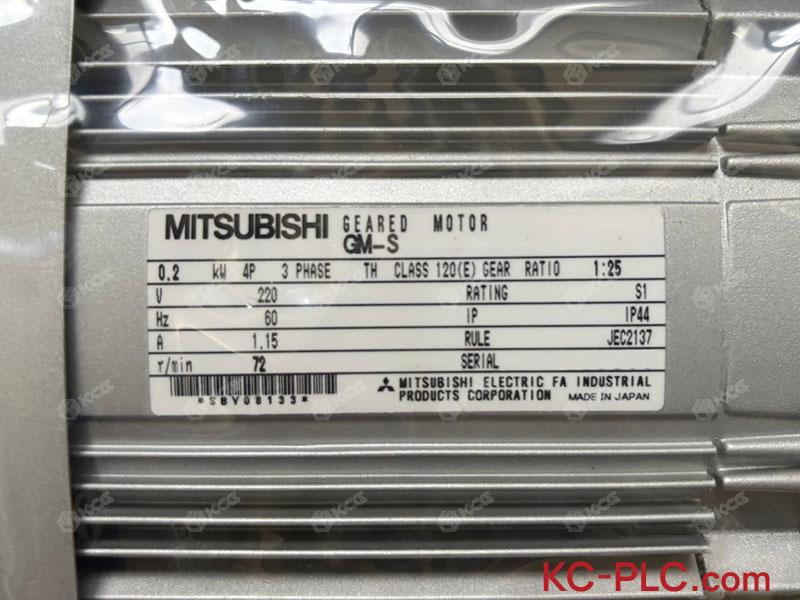 MITSUBISHI GEARED MOTOR
GM-S
0.2 kW 4P 3 PHASE TH CLASS 120(E) GEAR RATIO 1:25
V 220 RATING S1
Hz 60 IP IP44
A 1.15 RULE JEC2137
r/min 72 SERIAL
*SBY08133*
MITSUBISHI ELECTRIC FA INDUSTRIAL
PRODUCTS CORPORATION MADE IN JAPAN
KC-PLC.com